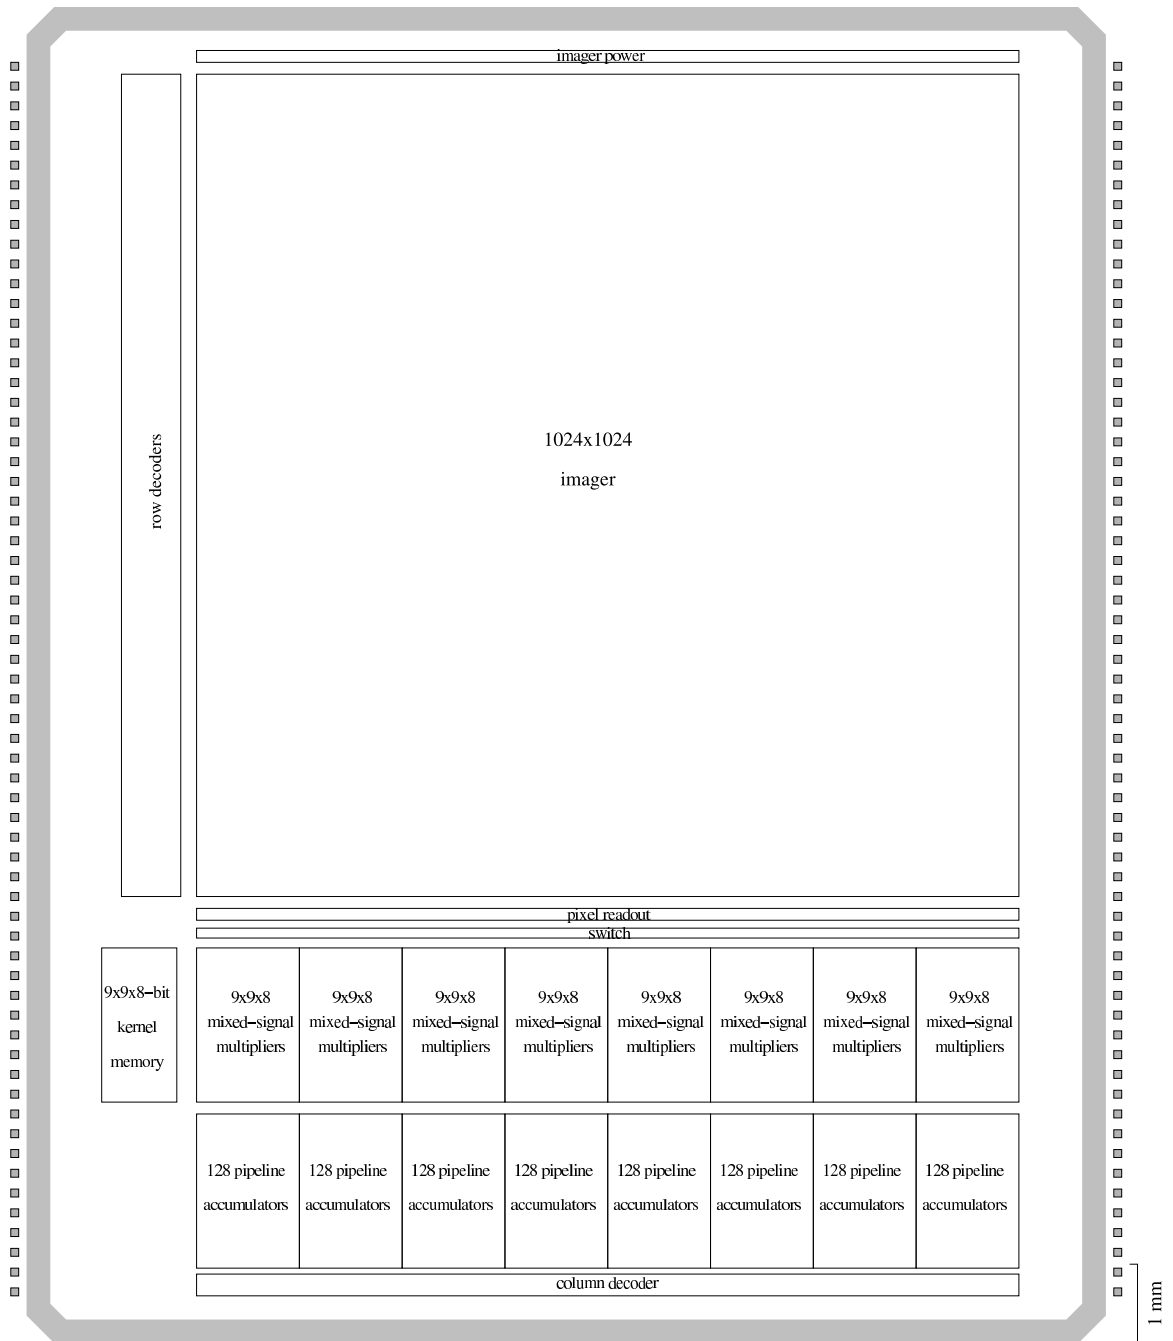 imager power
row decoders
1024x1024
imager
pixel readout
switch
9x9x8-bit
kernel
memory
9x9x8
mixed-signal
multipliers
9x9x8
mixed-signal
multipliers
9x9x8
mixed-signal
multipliers
9x9x8
mixed-signal
multipliers
9x9x8
mixed-signal
multipliers
9x9x8
mixed-signal
multipliers
9x9x8
mixed-signal
multipliers
9x9x8
mixed-signal
multipliers
128 pipeline
accumulators
128 pipeline
accumulators
128 pipeline
accumulators
128 pipeline
accumulators
128 pipeline
accumulators
128 pipeline
accumulators
128 pipeline
accumulators
128 pipeline
accumulators
column decoder
1 mm